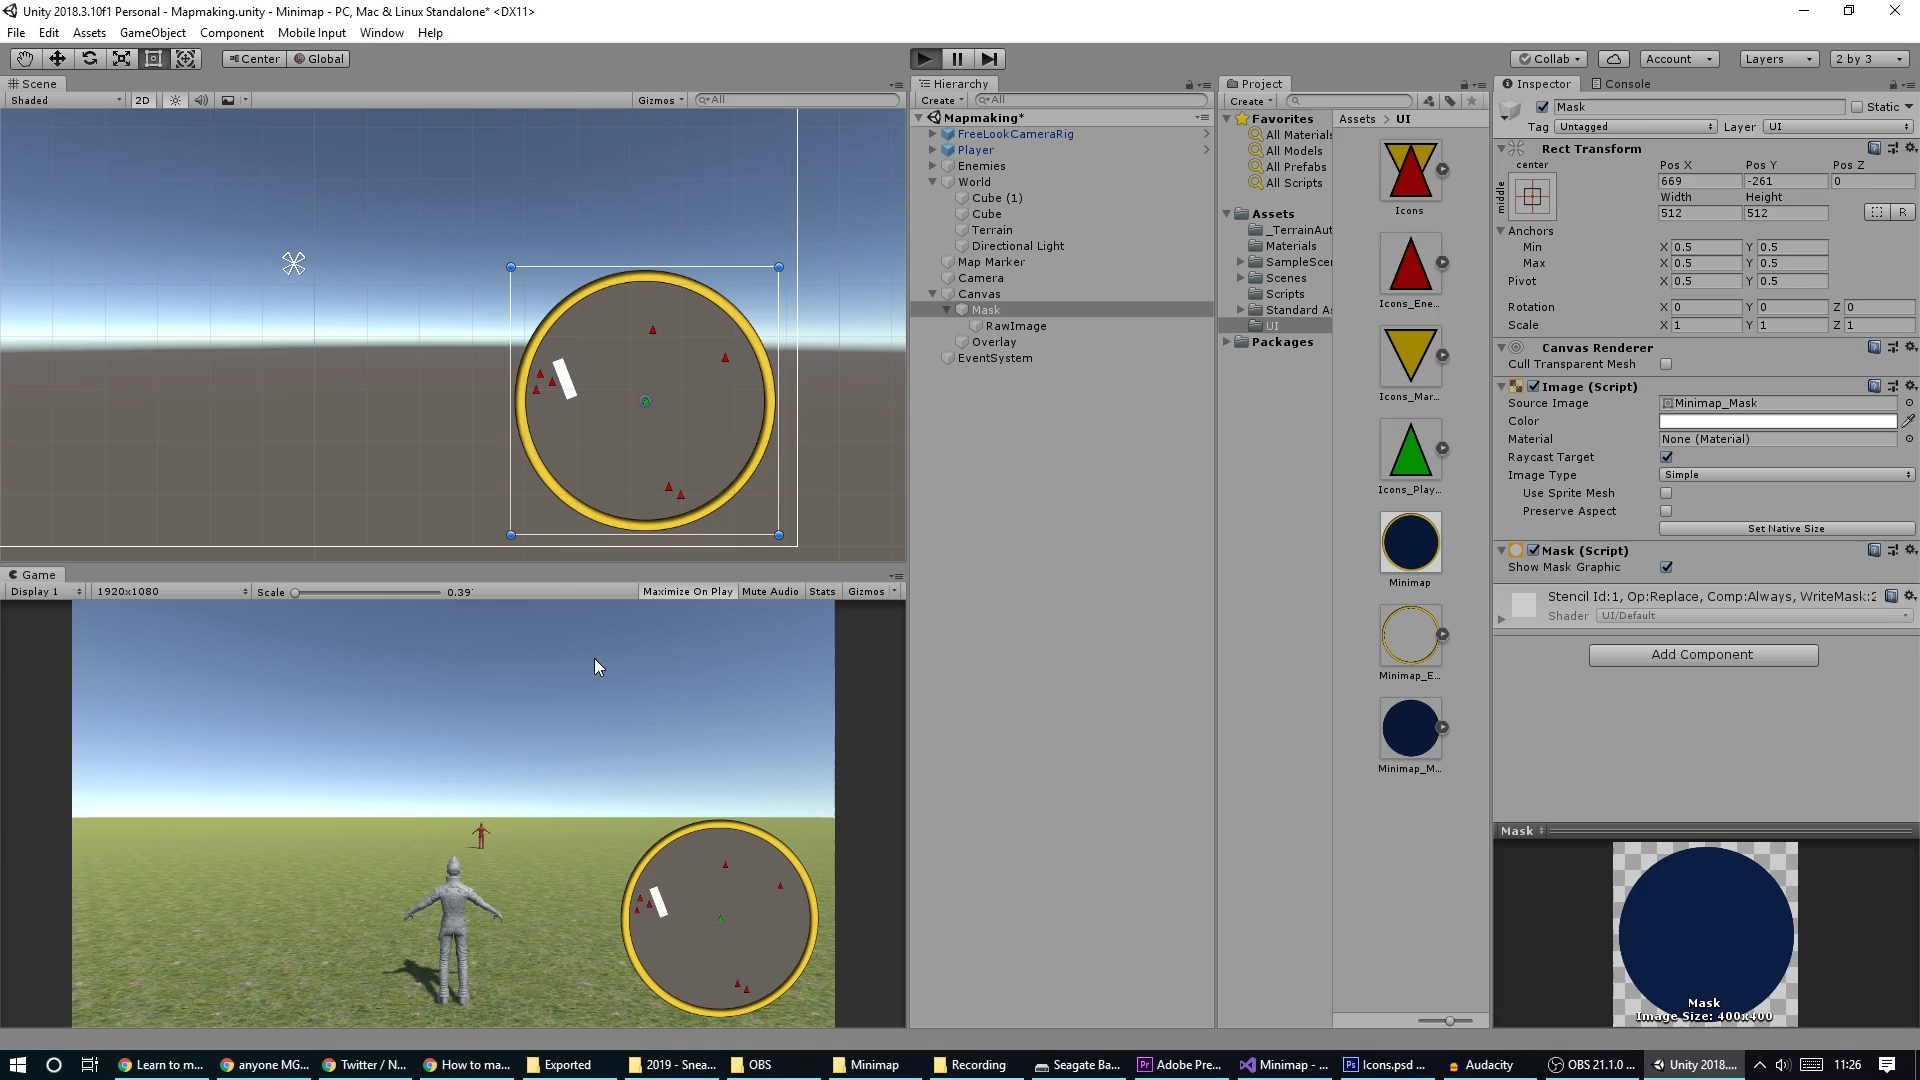 Unity 2018.3.10f1 Personal - Mapmaking.unity - Minimap - PC, Mac & Linux Standalone* <DX11>
File Edit Assets GameObject Component Mobile Input Window Help
Center Global
Collab Account Layers 2 by 3
Scene
Shaded 2D Gizmos All
Game
Display 1 1920x1080 Scale 0.39 Maximize On Play Mute Audio Stats Gizmos
Hierarchy
Create All
Mapmaking*
FreeLookCameraRig
Player
Enemies
World
Cube (1)
Cube
Terrain
Directional Light
Map Marker
Camera
Canvas
Mask
RawImage
Overlay
EventSystem
Project
Create
Favorites
All Materials
All Models
All Prefabs
All Scripts
Assets
_TerrainAut
Materials
SampleScen
Scenes
Scripts
Standard As
UI
Packages
Assets > UI
Icons
Icons_Ene...
Icons_Mar...
Icons_Play...
Minimap
Minimap_E...
Minimap_M...
Inspector Console
Mask Static
Tag Untagged Layer UI
Rect Transform
center Pos X Pos Y Pos Z
middle 669 -261 0
Width Height
512 512 R
Anchors
Min X 0.5 Y 0.5
Max X 0.5 Y 0.5
Pivot X 0.5 Y 0.5
Rotation X 0 Y 0 Z 0
Scale X 1 Y 1 Z 1
Canvas Renderer
Cull Transparent Mesh
Image (Script)
Source Image Minimap_Mask
Color
Material None (Material)
Raycast Target
Image Type Simple
Use Sprite Mesh
Preserve Aspect
Set Native Size
Mask (Script)
Show Mask Graphic
Stencil Id:1, Op:Replace, Comp:Always, WriteMask:2
Shader UI/Default
Add Component
Mask
Mask
Image Size: 400x400
Learn to m... anyone MG... Twitter / N... How to ma... Exported 2019 - Snea... OBS Minimap Recording Seagate Ba... Adobe Pre... Minimap - ... Icons.psd ... Audacity OBS 21.1.0 ... Unity 2018.... 11:26